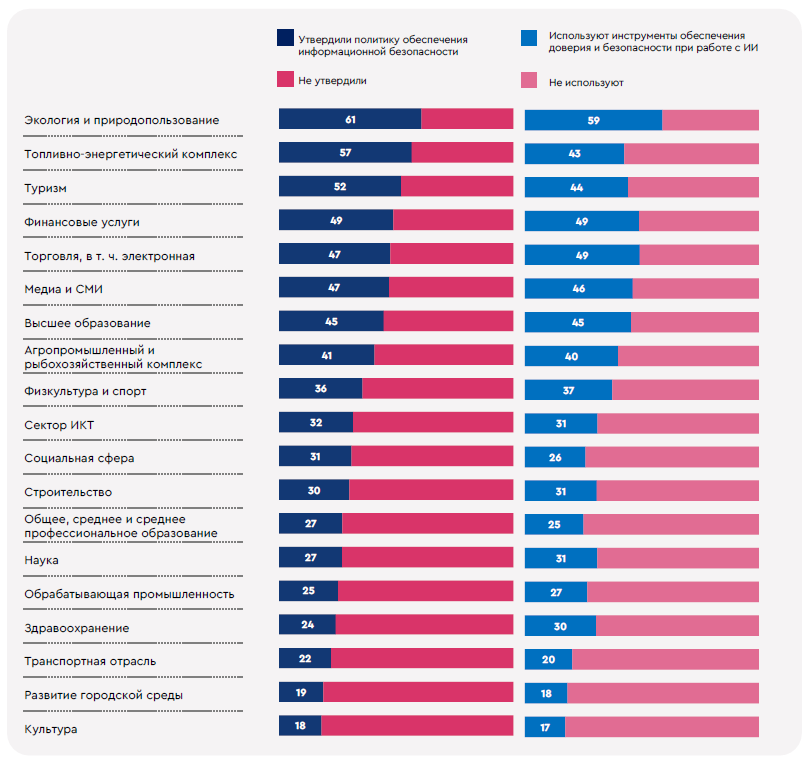 Утвердили политику обеспечения
информационной безопасности
Не утвердили
Используют инструменты обеспечения
доверия и безопасности при работе с ИИ
Не используют
Экология и природопользование 61 59
Топливно-энергетический комплекс 57 43
Туризм 52 44
Финансовые услуги 49 49
Торговля, в т. ч. электронная 47 49
Медиа и СМИ 47 46
Высшее образование 45 45
Агропромышленный и
рыбохозяйственный комплекс 41 40
Физкультура и спорт 36 37
Сектор ИКТ 32 31
Социальная сфера 31 26
Строительство 30 31
Общее, среднее и среднее
профессиональное образование 27 25
Наука 27 31
Обрабатывающая промышленность 25 27
Здравоохранение 24 30
Транспортная отрасль 22 20
Развитие городской среды 19 18
Культура 18 17